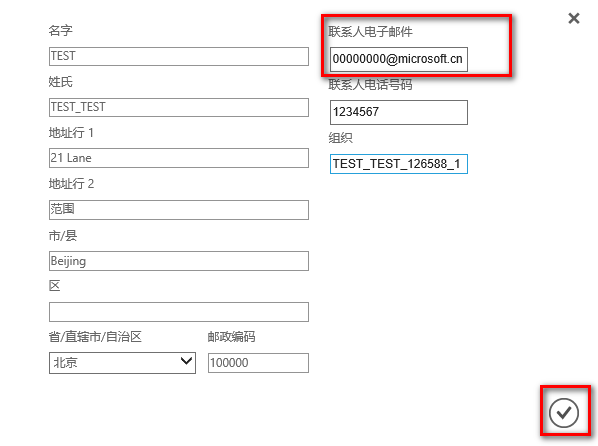 名字
TEST
姓氏
TEST_TEST
地址行 1
21 Lane
地址行 2
范围
市/县
Beijing
区
省/直辖市/自治区
北京
邮政编码
100000
联系人电子邮件
00000000@microsoft.cn
联系人电话号码
1234567
组织
TEST_TEST_126588_1